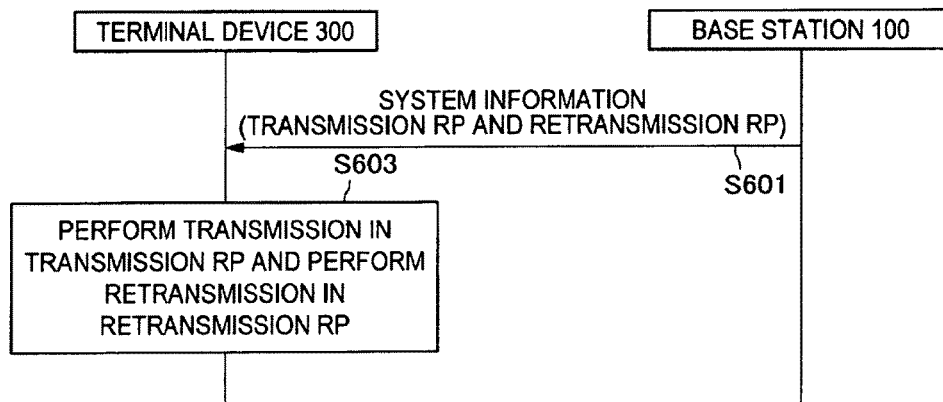 TERMINAL DEVICE 300
BASE STATION 100
SYSTEM INFORMATION
(TRANSMISSION RP AND RETRANSMISSION RP)
S603
S601
PERFORM TRANSMISSION IN
TRANSMISSION RP AND PERFORM
RETRANSMISSION IN
RETRANSMISSION RP